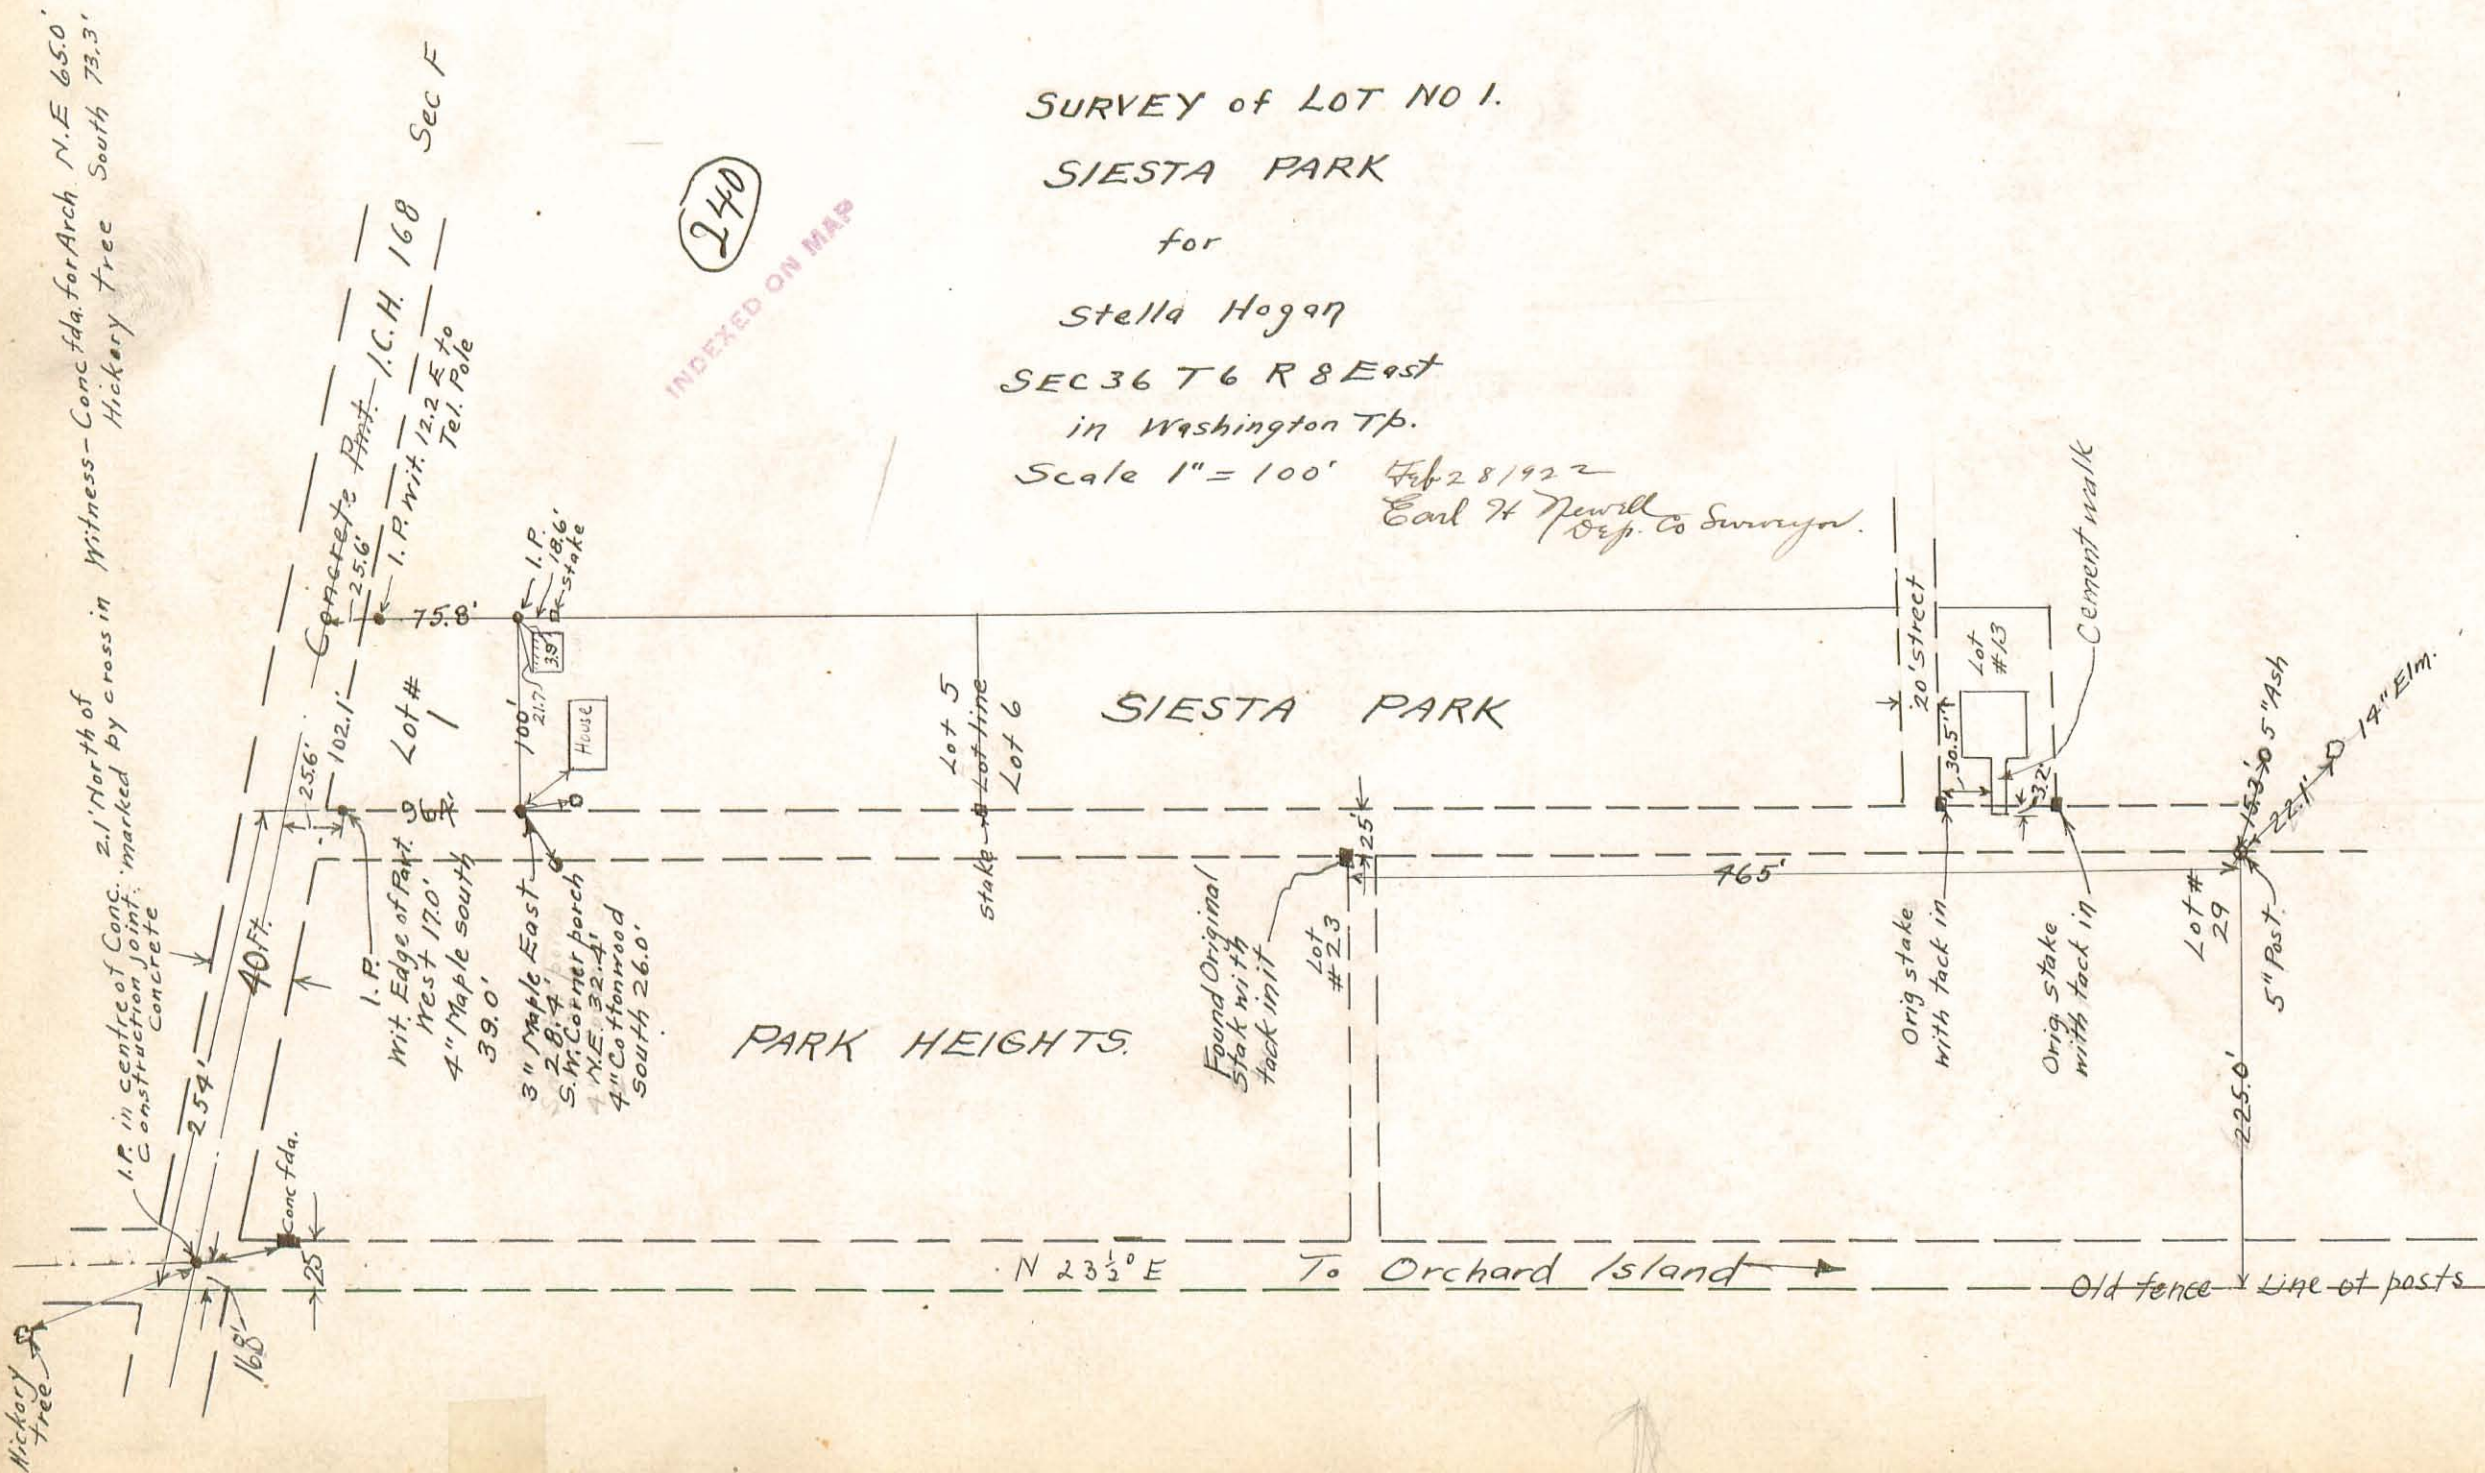 SURVEY of LOT NO 1.
SIESTA PARK
for
Stella Hogan
SEC 36 T 6 R 8 East
in Washington Tp.
Scale 1" = 100'
Feb 28 1922
Earl H Newell
Dep. Co Surveyor.
240
INDEXED ON MAP
Witness - Conc fda. for Arch N.E 65.0'
Hickory tree South 73.3'
I.P. in centre of Conc. 2.1' North of
Construction joint. marked by cross in
Concrete
Sec F
Concrete Pmt. I.C.H. 168
25.6'
I.P. wit. 12.2 E to
Tel. Pole
75.8'
I.P.
18.6'
stake
3.9'
21.7
100'
House
102.1'
25.6'
Lot #
1
40 Ft.
254'
I.P.
Wit. Edge of Pavt.
West 17.0'
4" Maple South
39.0'
3" Maple East
28.4'
S.W. Corner porch
N.E. 32.4'
4" Cottonwood
South 26.0'
Lot 5
Lot line
Lot 6
stake
SIESTA PARK
20' street
Lot
#13
Cement walk
30.5'
3.2'
15.3' 5" Ash
22.1' 14" Elm.
25'
465'
Found Original
Stak with
tack in it
Lot
#23
Orig stake
with tack in
Orig. stake
with tack in
Lot #
29
5" Post.
225.0'
PARK HEIGHTS.
Conc fda.
25
16.8'
Hickory
tree
N 23½° E To Orchard Island
Old fence Line of posts